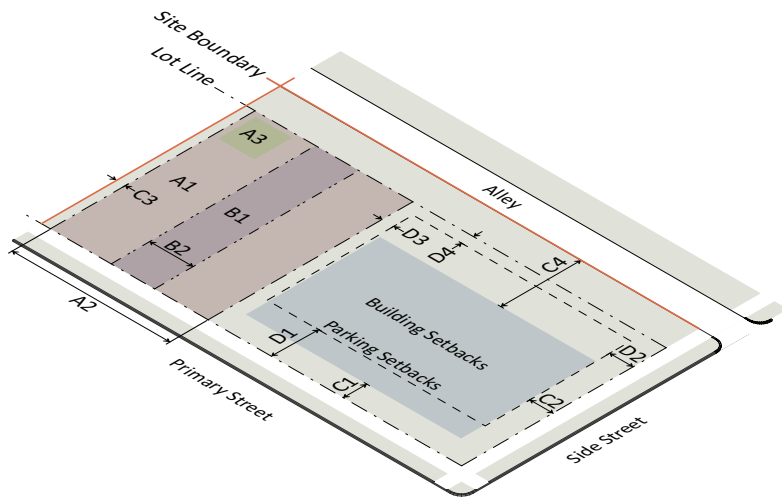 Site Boundary
Lot Line
A3
A1
C3
B1
B2
A2
Alley
D3
D4
C4
Building Setbacks
Parking Setbacks
D1
D2
C1
C2
Primary Street
Side Street